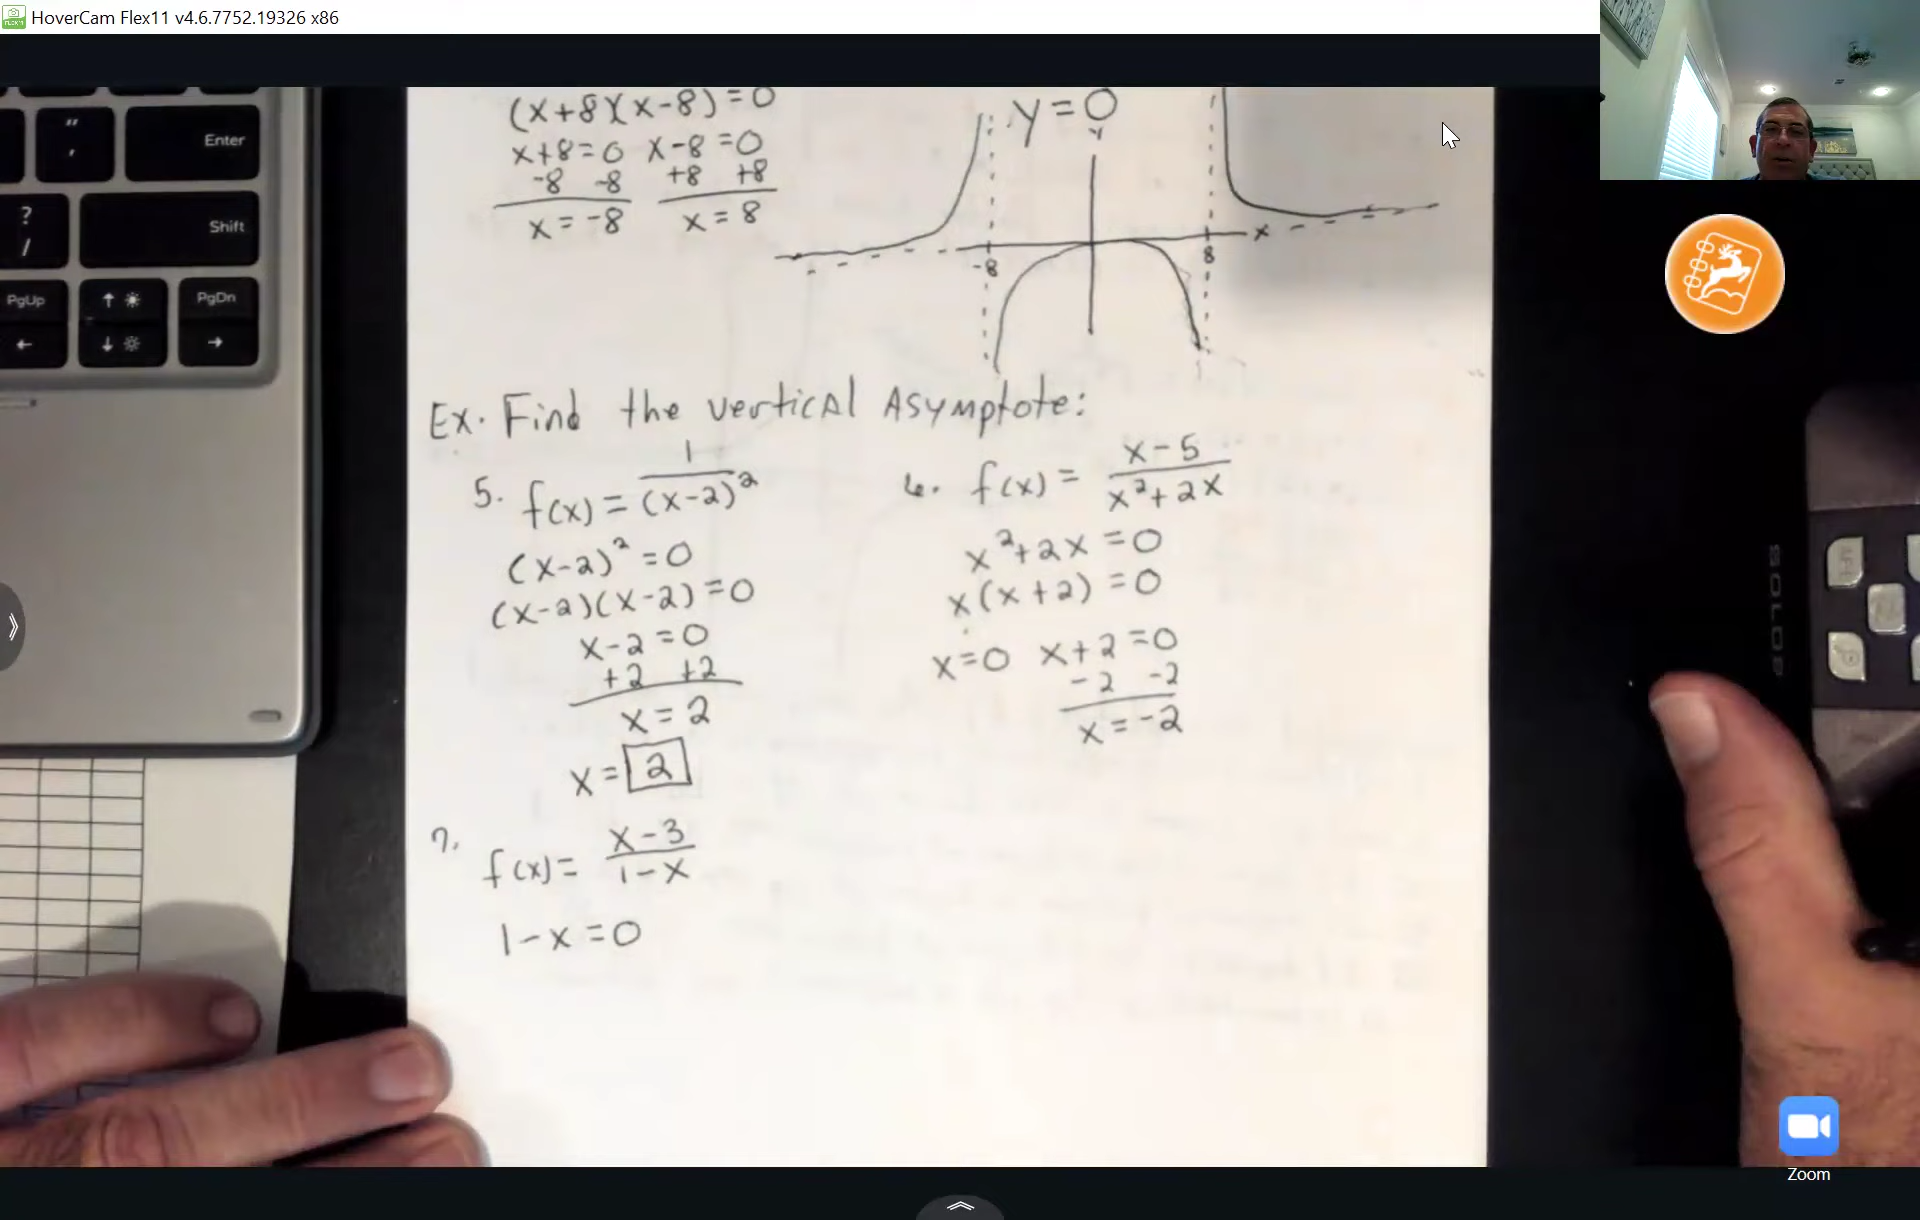 HoverCam Flex11 v4.6.7752.19326 x86
" Enter
'
? Shift
/
PgUp PgDn
(x+8)(x-8)=0
x+8=0 x-8=0
-8 -8 +8 +8
x=-8 x=8
y=0
y
x
-8 8
Ex. Find the vertical Asymptote:
5. f(x) = 1/(x-2)²
(x-2)²=0
(x-2)(x-2)=0
x-2=0
+2 +2
x=2
x=2
6. f(x) = x-5/x²+2x
x²+2x=0
x(x+2)=0
x=0 x+2=0
-2 -2
x=-2
7. f(x) = x-3/1-x
1-x=0
Zoom